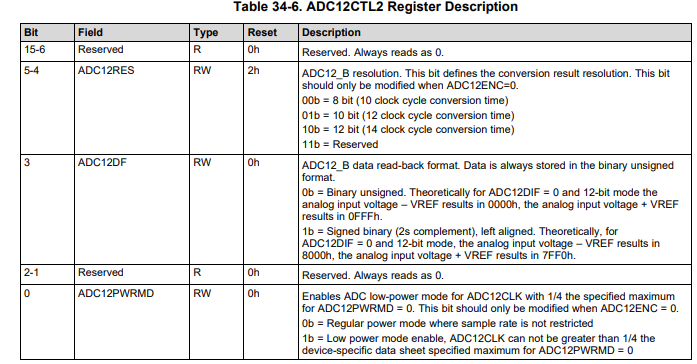 Table 34-6. ADC12CTL2 Register Description
Bit Field Type Reset Description
15-6 Reserved R 0h Reserved. Always reads as 0.
5-4 ADC12RES RW 2h ADC12_B resolution. This bit defines the conversion result resolution. This bit
should only be modified when ADC12ENC=0.
00b = 8 bit (10 clock cycle conversion time)
01b = 10 bit (12 clock cycle conversion time)
10b = 12 bit (14 clock cycle conversion time)
11b = Reserved
3 ADC12DF RW 0h ADC12_B data read-back format. Data is always stored in the binary unsigned
format.
0b = Binary unsigned. Theoretically for ADC12DIF = 0 and 12-bit mode the
analog input voltage – VREF results in 0000h, the analog input voltage + VREF
results in 0FFFh.
1b = Signed binary (2s complement), left aligned. Theoretically, for
ADC12DIF = 0 and 12-bit mode, the analog input voltage – VREF results in
8000h, the analog input voltage + VREF results in 7FF0h.
2-1 Reserved R 0h Reserved. Always reads as 0.
0 ADC12PWRMD RW 0h Enables ADC low-power mode for ADC12CLK with 1/4 the specified maximum
for ADC12PWRMD = 0. This bit should only be modified when ADC12ENC = 0.
0b = Regular power mode where sample rate is not restricted
1b = Low power mode enable, ADC12CLK can not be greater than 1/4 the
device-specific data sheet specified maximum for ADC12PWRMD = 0